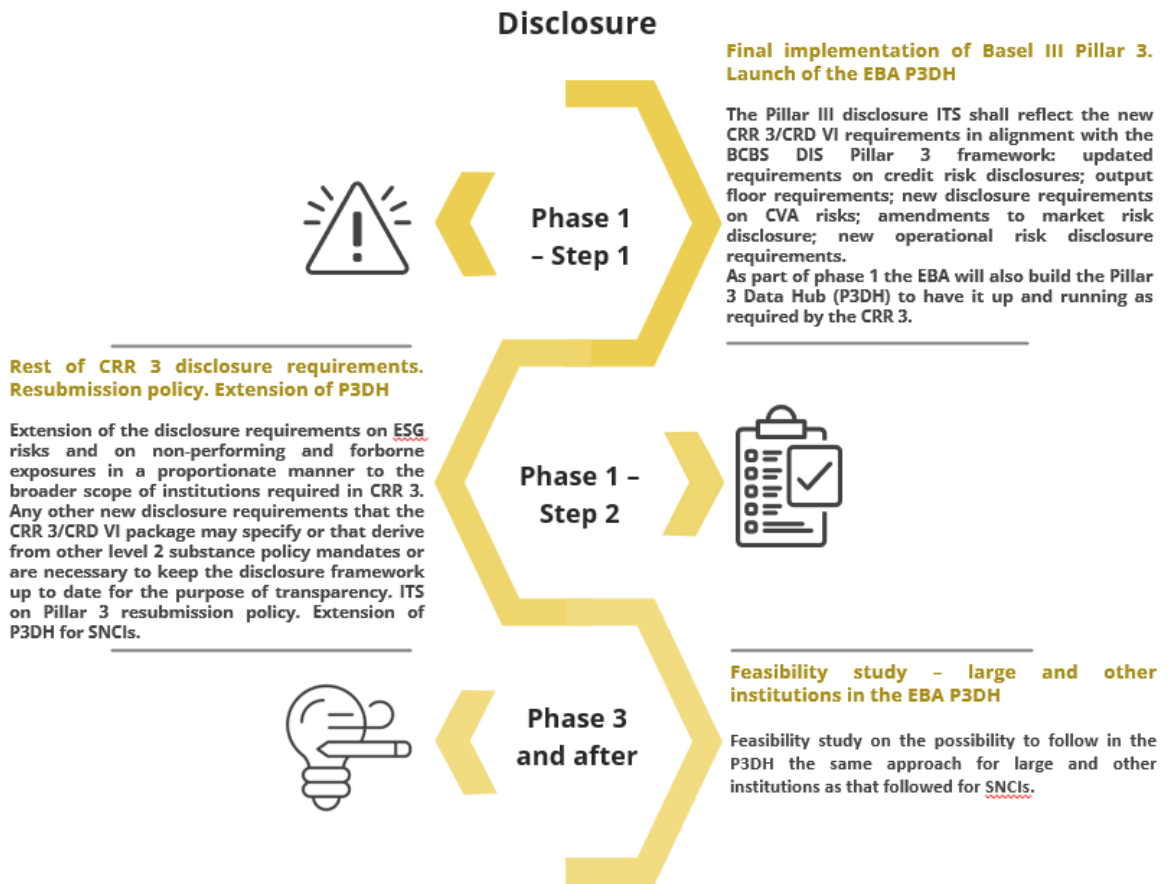 Disclosure
Final implementation of Basel III Pillar 3.
Launch of the EBA P3DH
The Pillar III disclosure ITS shall reflect the new
CRR 3/CRD VI requirements in alignment with the
BCBS DIS Pillar 3 framework: updated
requirements on credit risk disclosures; output
floor requirements; new disclosure requirements
on CVA risks; amendments to market risk
disclosure; new operational risk disclosure
requirements.
As part of phase 1 the EBA will also build the Pillar
3 Data Hub (P3DH) to have it up and running as
required by the CRR 3.
Phase 1
– Step 1
Rest of CRR 3 disclosure requirements.
Resubmission policy. Extension of P3DH
Extension of the disclosure requirements on ESG
risks and on non-performing and forborne
exposures in a proportionate manner to the
broader scope of institutions required in CRR 3.
Any other new disclosure requirements that the
CRR 3/CRD VI package may specify or that derive
from other level 2 substance policy mandates or
are necessary to keep the disclosure framework
up to date for the purpose of transparency. ITS
on Pillar 3 resubmission policy. Extension of
P3DH for SNCIs.
Phase 1 –
Step 2
Phase 3
and after
Feasibility study – large and other
institutions in the EBA P3DH
Feasibility study on the possibility to follow in the
P3DH the same approach for large and other
institutions as that followed for SNCIs.